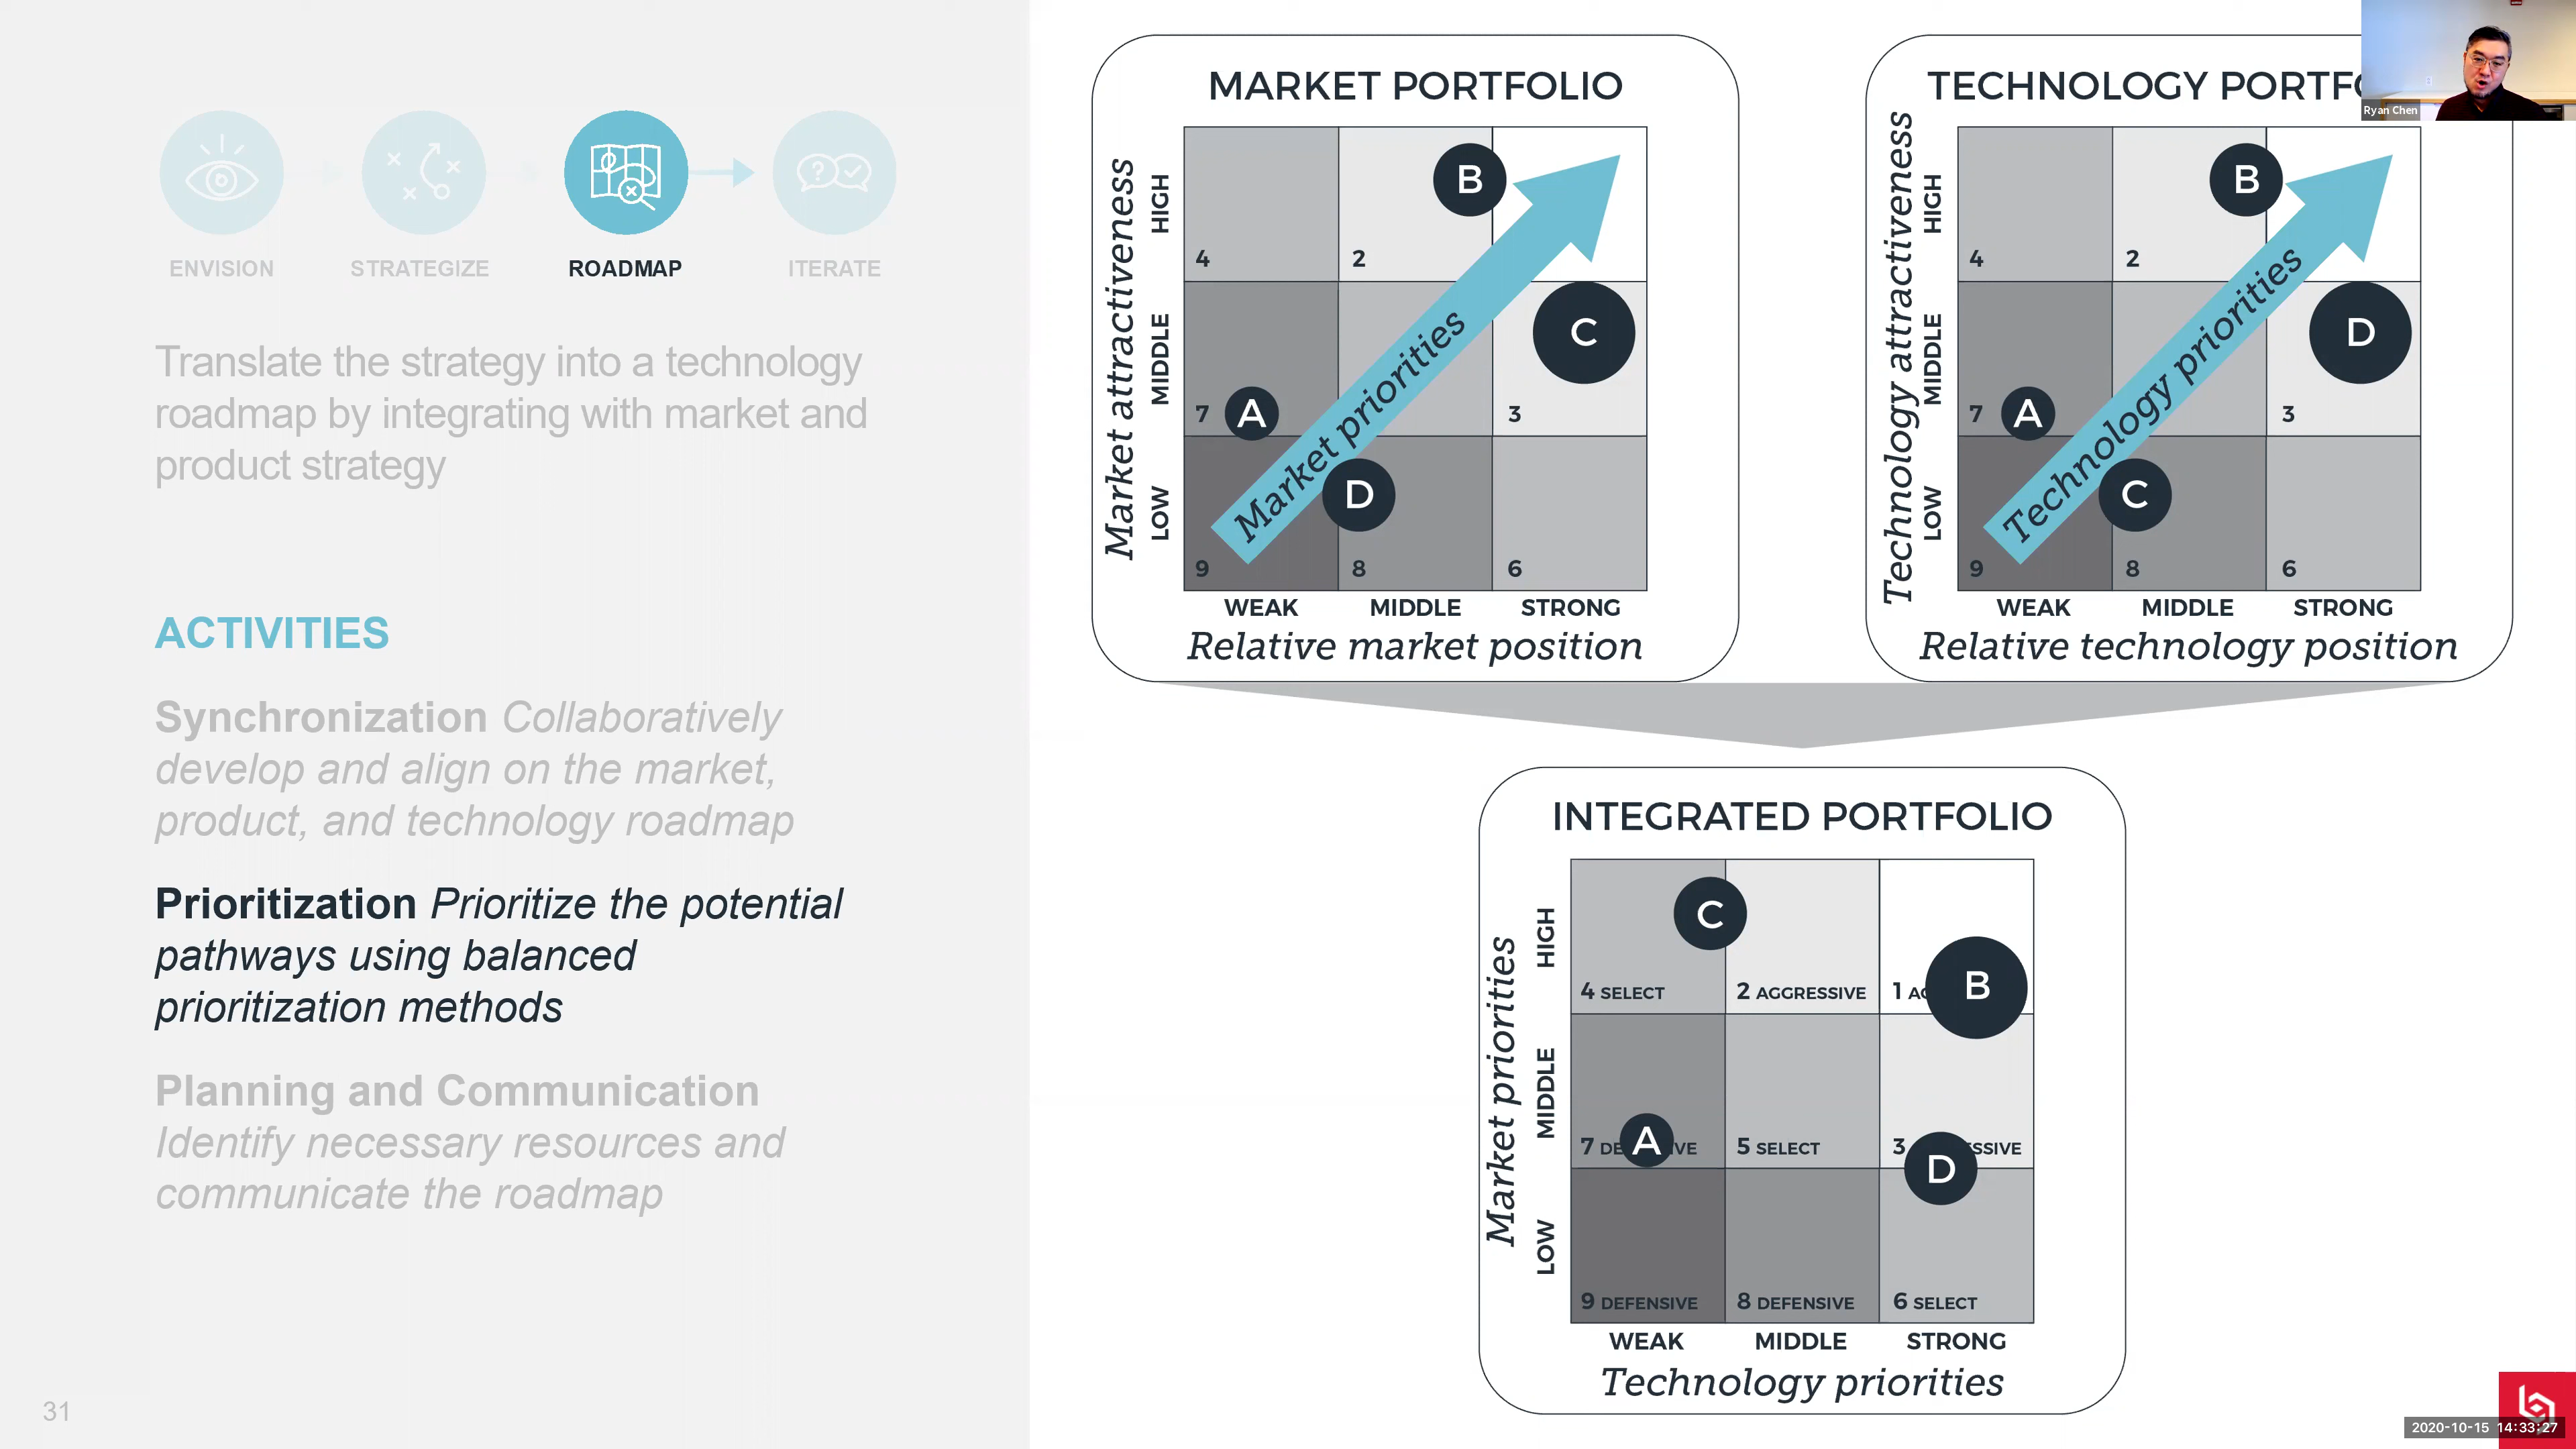 ENVISION
STRATEGIZE
ROADMAP
ITERATE
Translate the strategy into a technology
roadmap by integrating with market and
product strategy
ACTIVITIES
Synchronization Collaboratively
develop and align on the market,
product, and technology roadmap
Prioritization Prioritize the potential
pathways using balanced
prioritization methods
Planning and Communication
Identify necessary resources and
communicate the roadmap
31
MARKET PORTFOLIO
Market attractiveness
HIGH
MIDDLE
LOW
B
4
2
C
Market priorities
7
A
3
D
9
8
6
WEAK
MIDDLE
STRONG
Relative market position
TECHNOLOGY
Ryan Chen
Technology attractiveness
HIGH
MIDDLE
LOW
B
4
2
D
Technology priorities
7
A
3
C
9
8
6
WEAK
MIDDLE
STRONG
Relative technology position
INTEGRATED PORTFOLIO
Market priorities
HIGH
MIDDLE
LOW
C
B
4 SELECT
2 AGGRESSIVE
1
A
7
5 SELECT
3
D
9 DEFENSIVE
8 DEFENSIVE
6 SELECT
WEAK
MIDDLE
STRONG
Technology priorities
2020-10-15 14:33:27